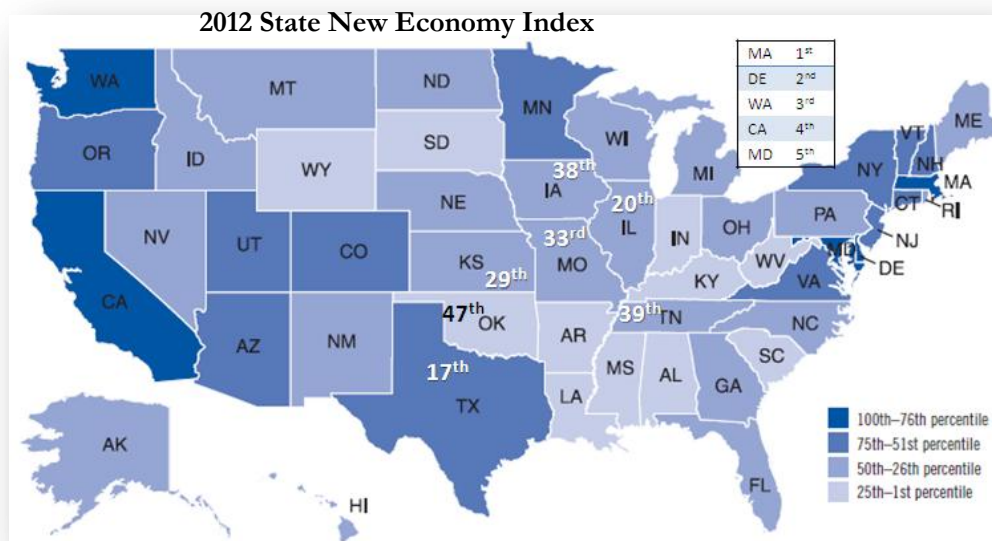 2012 State New Economy Index
MA 1st
DE 2nd
WA 3rd
CA 4th
MD 5th
WA
MT
ND
MN
OR
ID
WY
SD
WI
MI
NY
VT
NH
ME
MA
CT
RI
NJ
DE
MD
NV
UT
CO
NE
IA
38th
IL
20th
IN
OH
PA
WV
VA
KY
MO
33rd
KS
29th
CA
AZ
NM
OK
47th
AR
TN
39th
NC
SC
MS
AL
GA
LA
TX
17th
FL
AK
HI
100th–76th percentile
75th–51st percentile
50th–26th percentile
25th–1st percentile